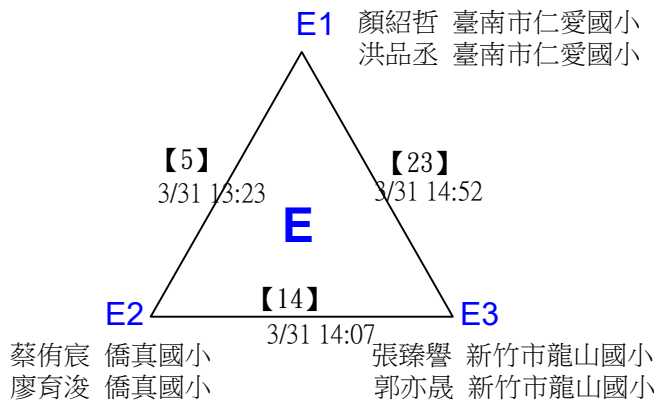 E1 顏紹哲 臺南市仁愛國小
洪品丞 臺南市仁愛國小
【5】 【23】
3/31 13:23 3/31 14:52
E
【14】
E2 E3
3/31 14:07
蔡侑宸 僑真國小 張臻譽 新竹市龍山國小
廖育浚 僑真國小 郭亦晟 新竹市龍山國小